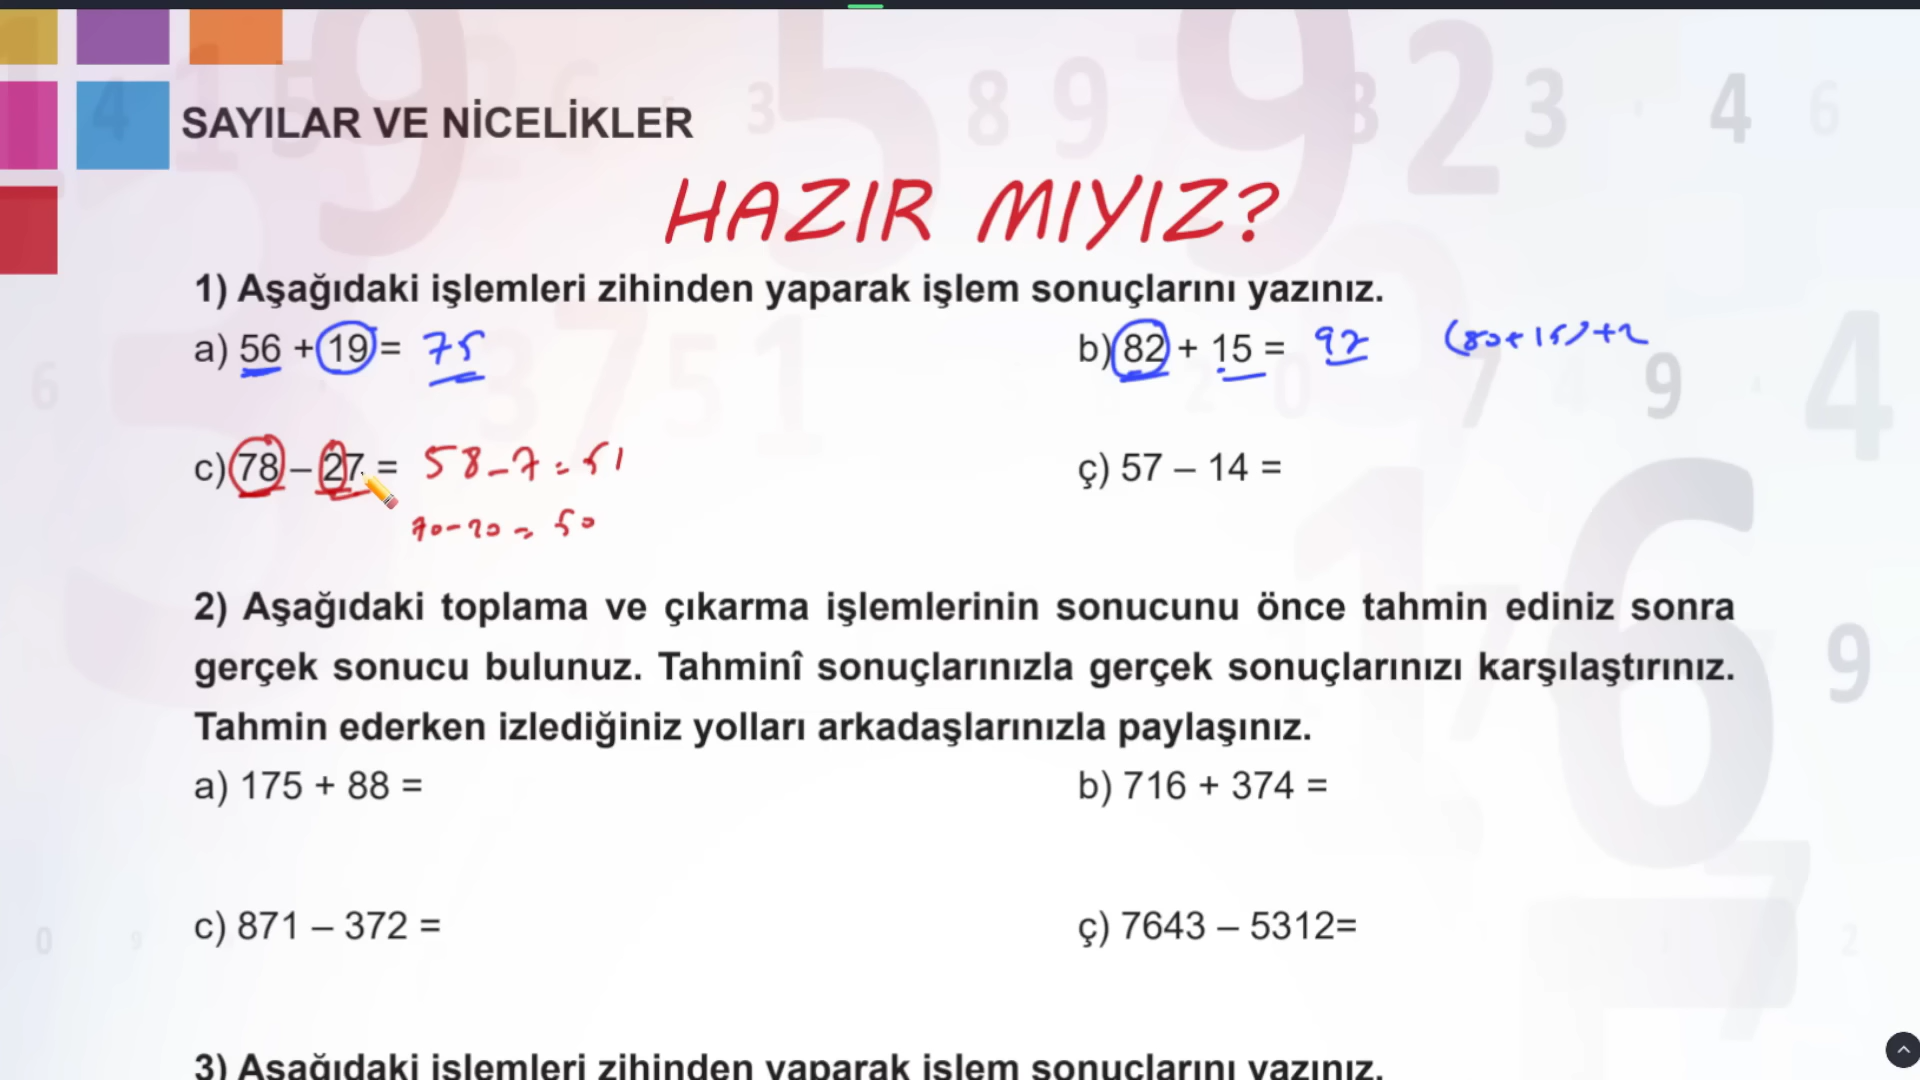 SAYILAR VE NİCELİKLER
HAZIR MIYIZ?
1) Aşağıdaki işlemleri zihinden yaparak işlem sonuçlarını yazınız.
a) 56 + 19 = 75
b) 82 + 15 = 92 (80+15)+2
c) 78 – 27 = 58-7=51
70-20=50
ç) 57 – 14 =
2) Aşağıdaki toplama ve çıkarma işlemlerinin sonucunu önce tahmin ediniz sonra
gerçek sonucu bulunuz. Tahminî sonuçlarınızla gerçek sonuçlarınızı karşılaştırınız.
Tahmin ederken izlediğiniz yolları arkadaşlarınızla paylaşınız.
a) 175 + 88 =
b) 716 + 374 =
c) 871 – 372 =
ç) 7643 – 5312=
3) Aşağıdaki işlemleri zihinden yaparak işlem sonuçlarını yazınız.